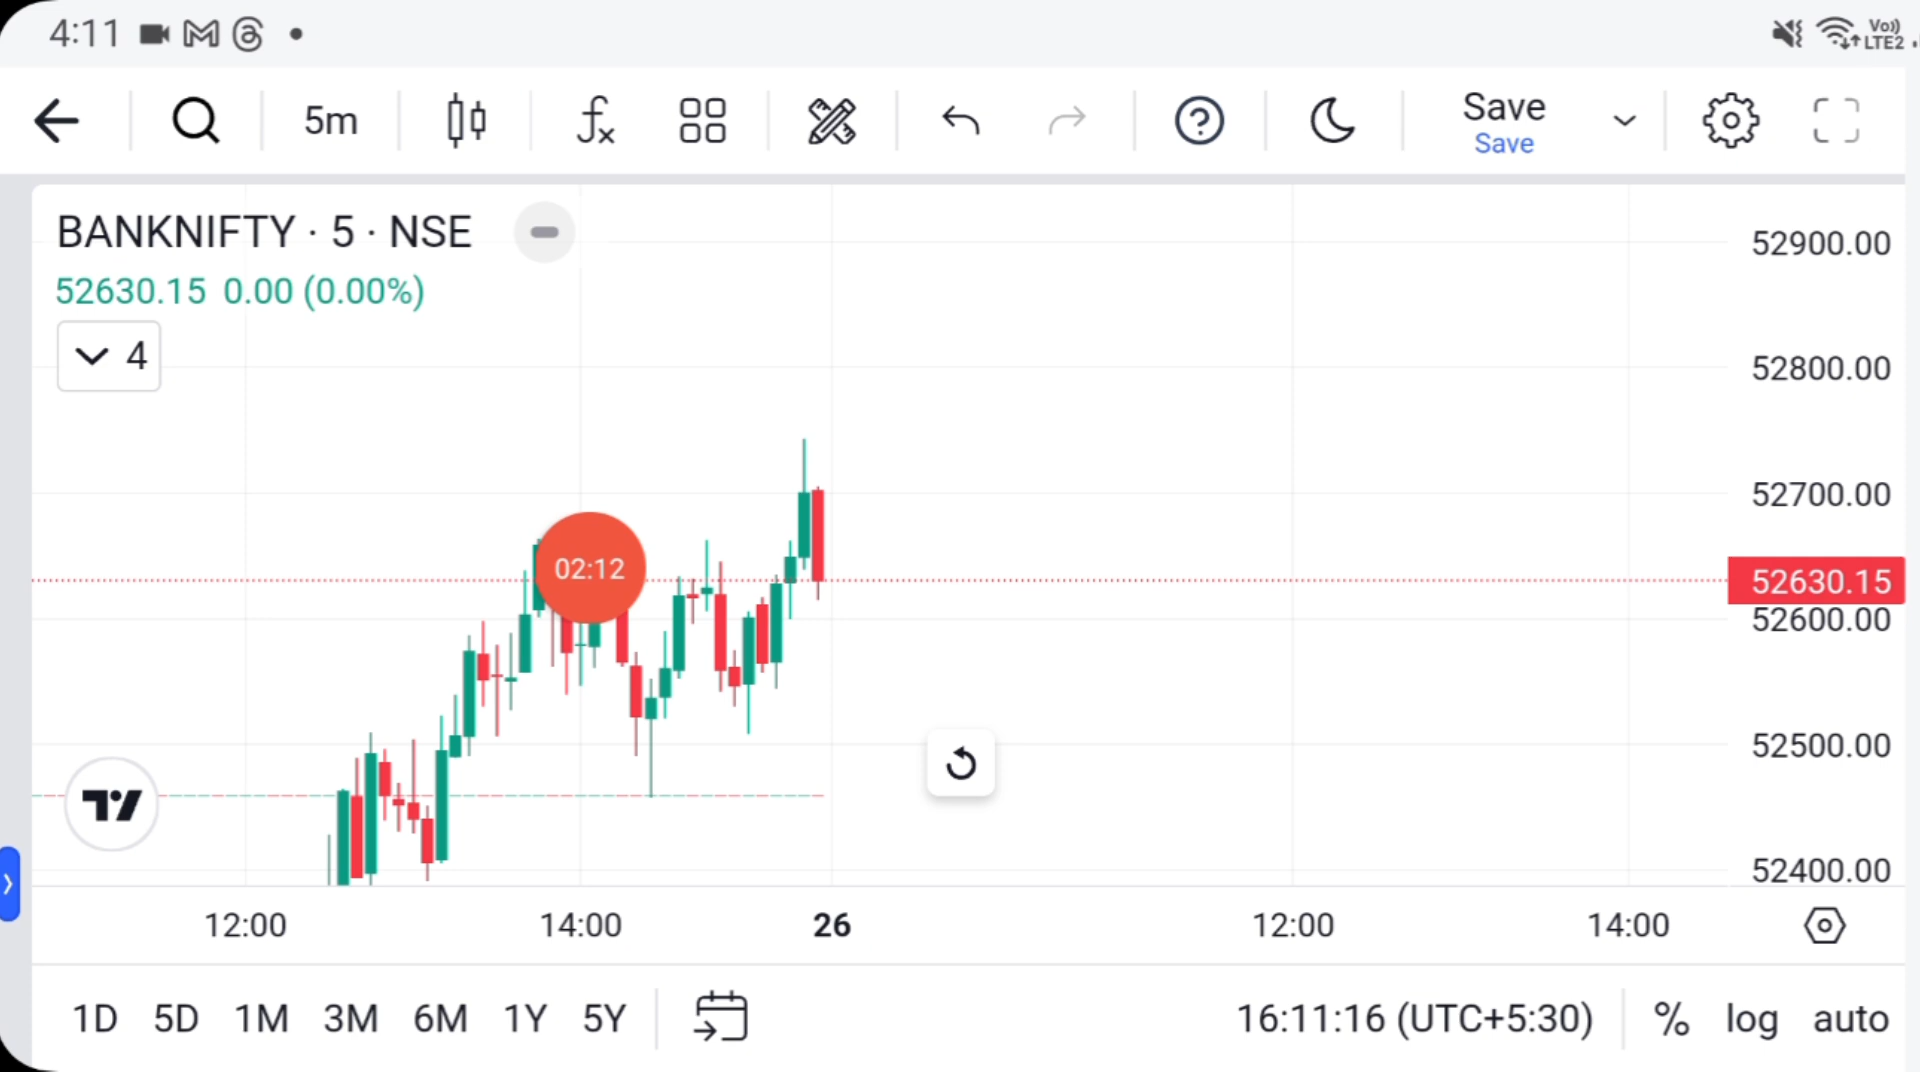 4:11 Vo)) LTE2
5m Save
Save
BANKNIFTY · 5 · NSE
52630.15 0.00 (0.00%)
4
02:12
52900.00
52800.00
52700.00
52630.15
52600.00
52500.00
52400.00
12:00 14:00 26 12:00 14:00
1D 5D 1M 3M 6M 1Y 5Y 16:11:16 (UTC+5:30) % log auto